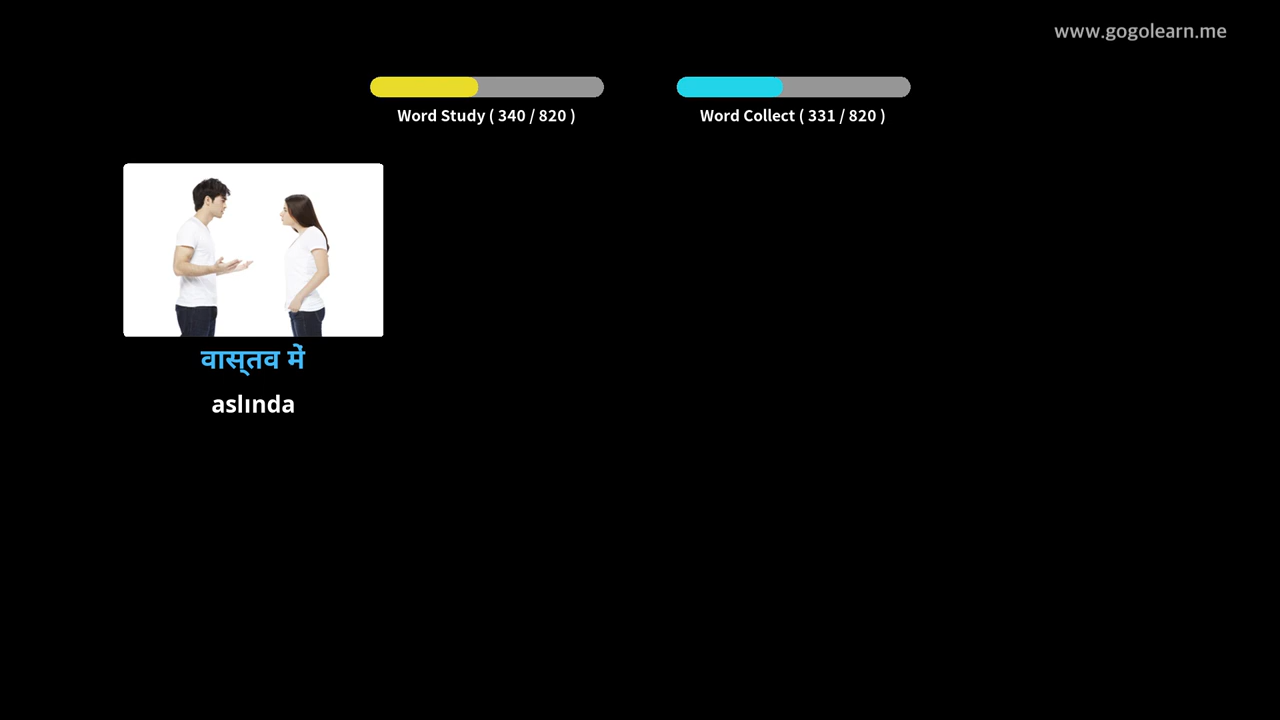 www.gogolearn.me
Word Study ( 340 / 820 )
Word Collect ( 331 / 820 )
वास्तव में
aslında